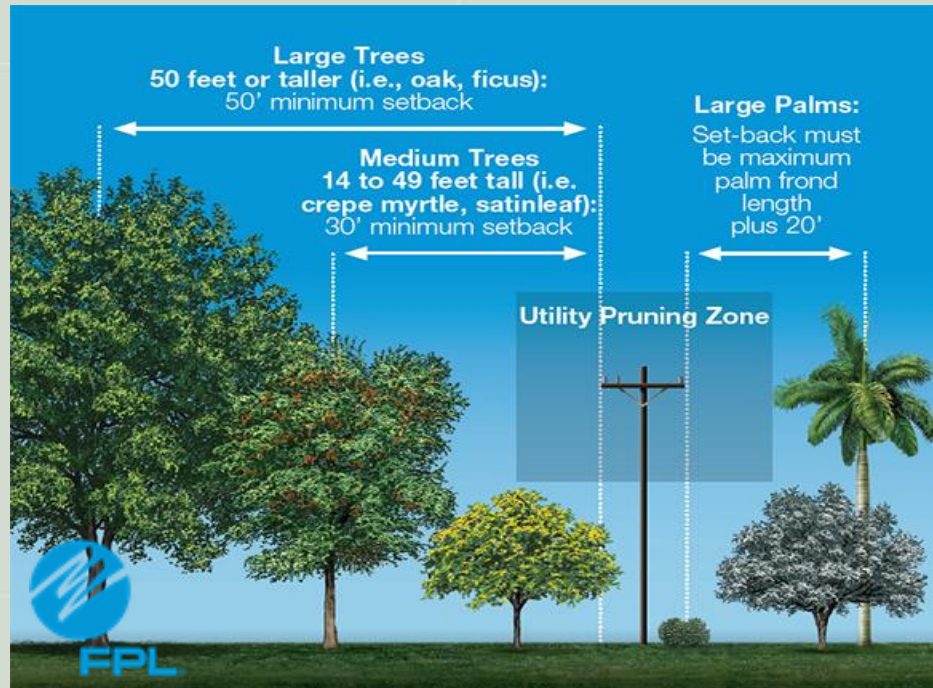 Large Trees
50 feet or taller (i.e., oak, ficus):
50' minimum setback
Medium Trees
14 to 49 feet tall (i.e.
crepe myrtle, satinleaf):
30' minimum setback
Large Palms:
Set-back must
be maximum
palm frond
length
plus 20'
Utility Pruning Zone
FPL